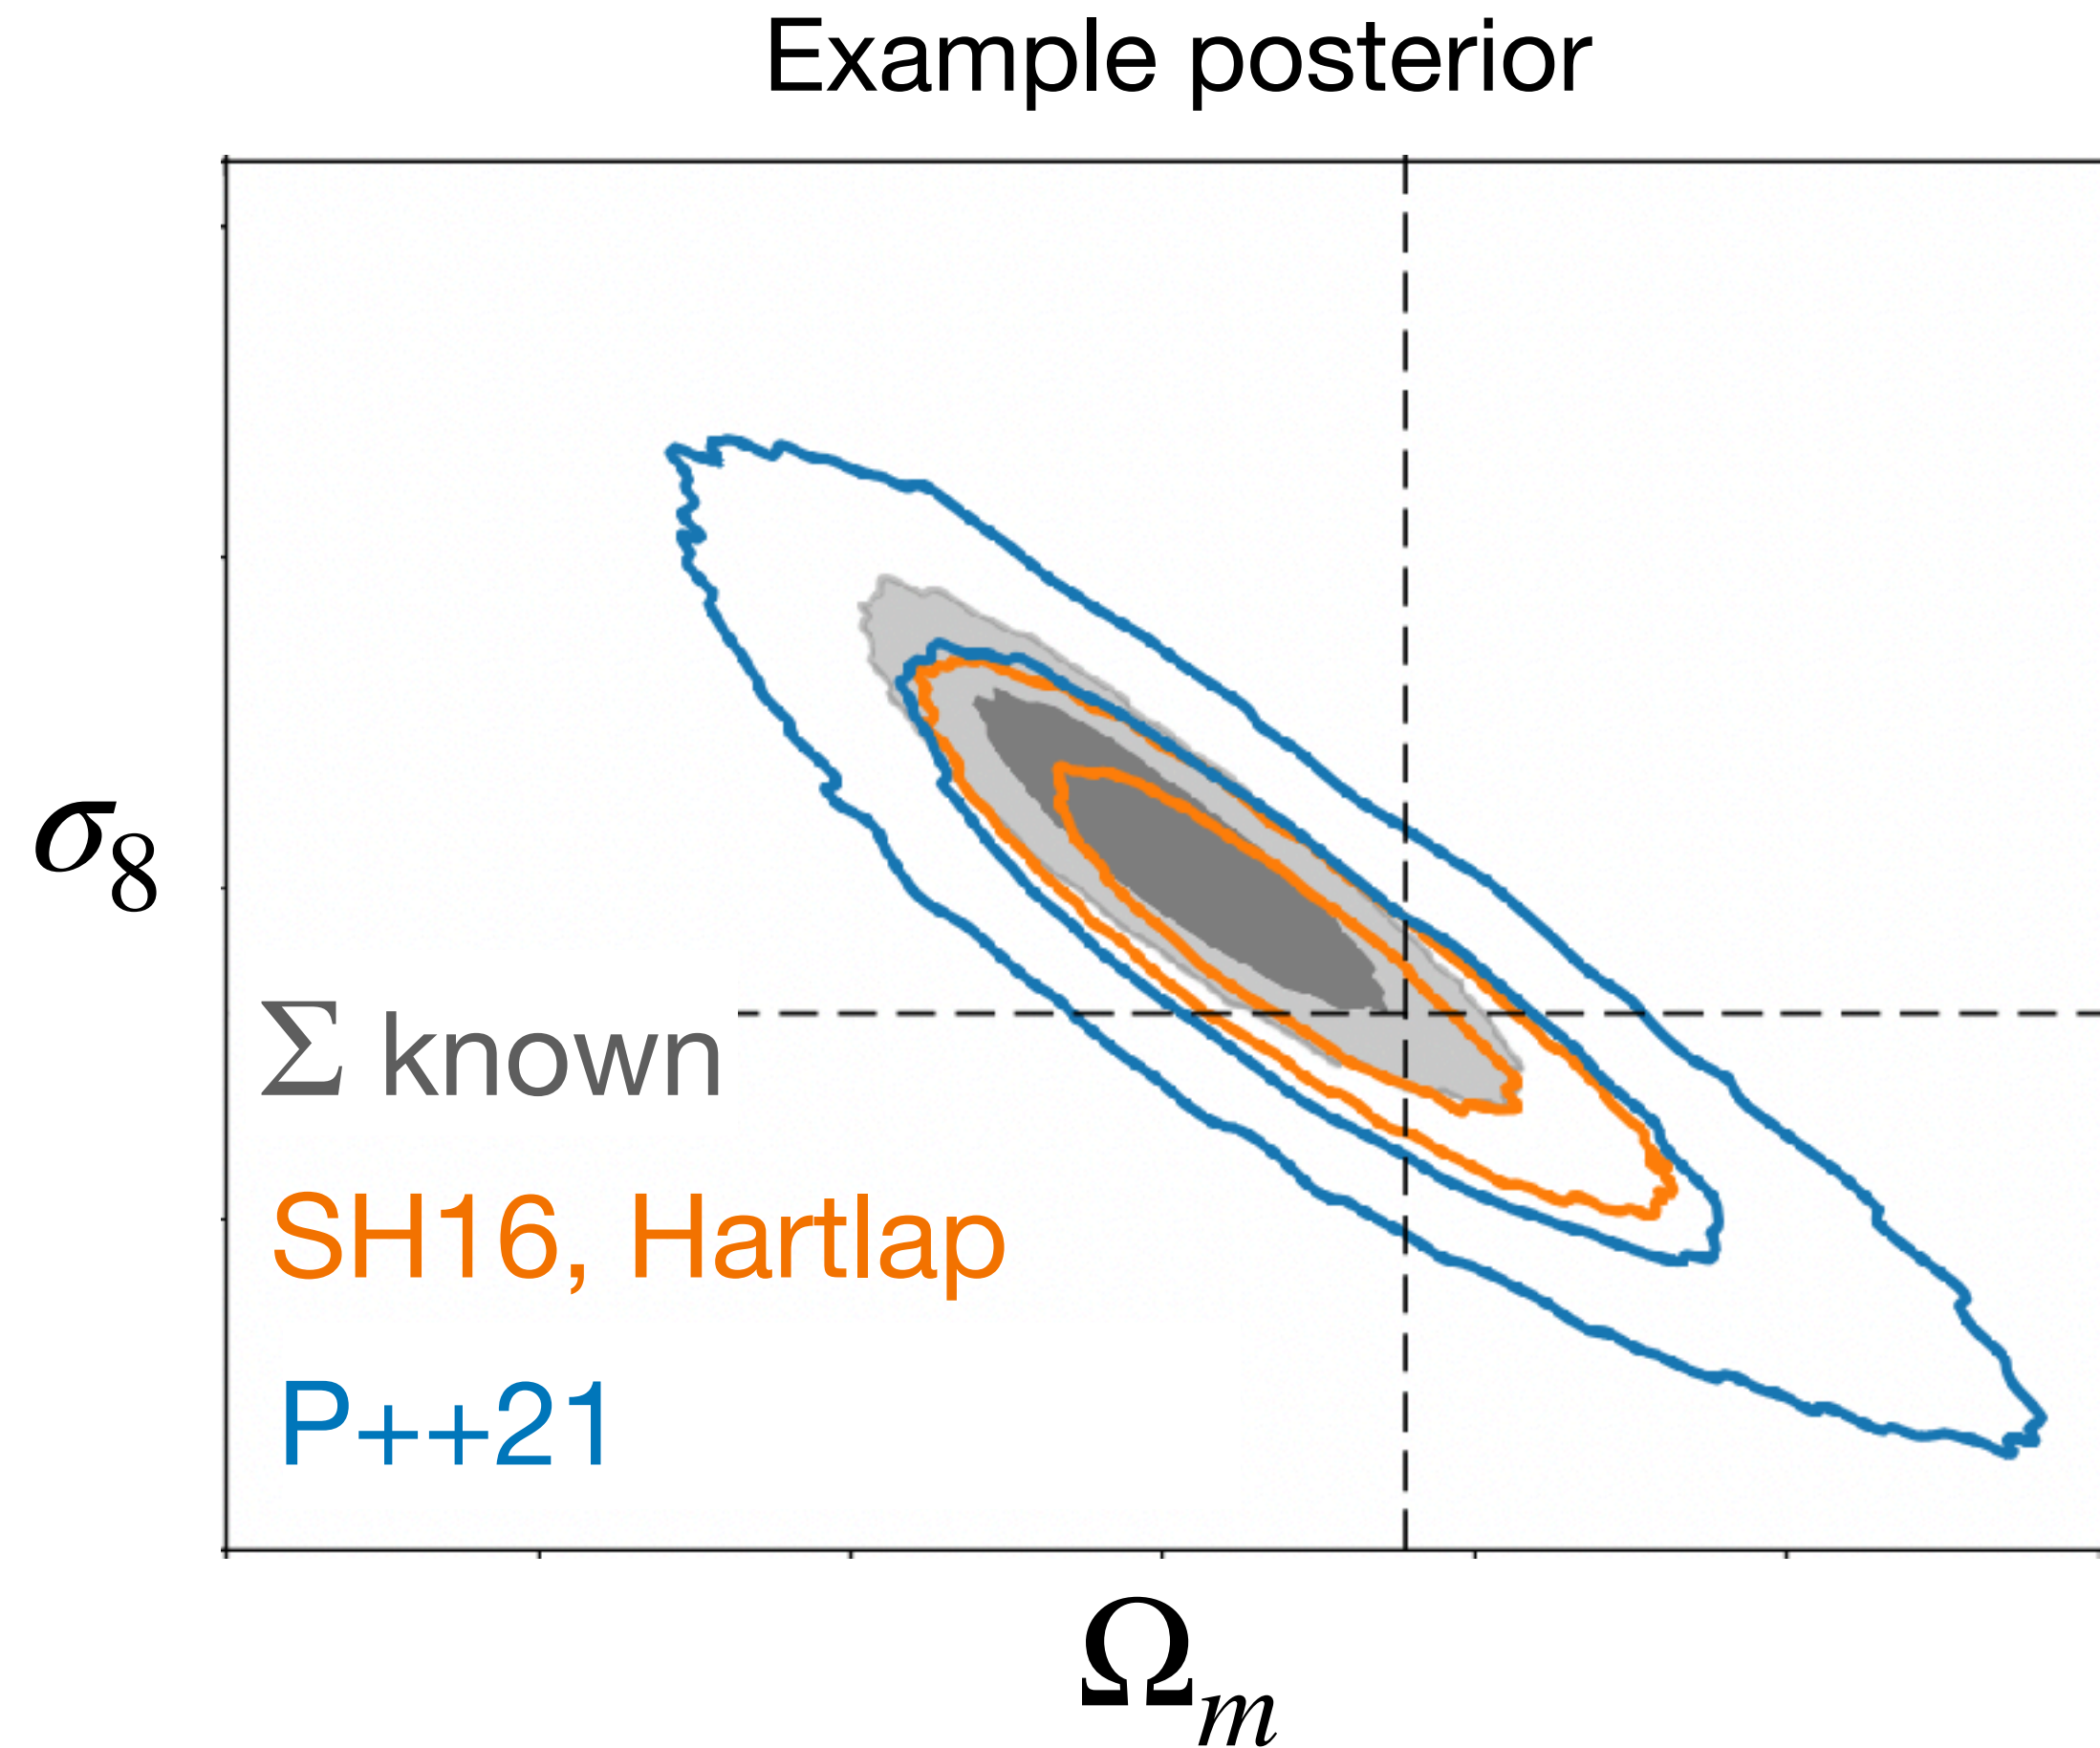 Example posterior
σ8
Σ known
SH16, Hartlap
P++21
Ωm